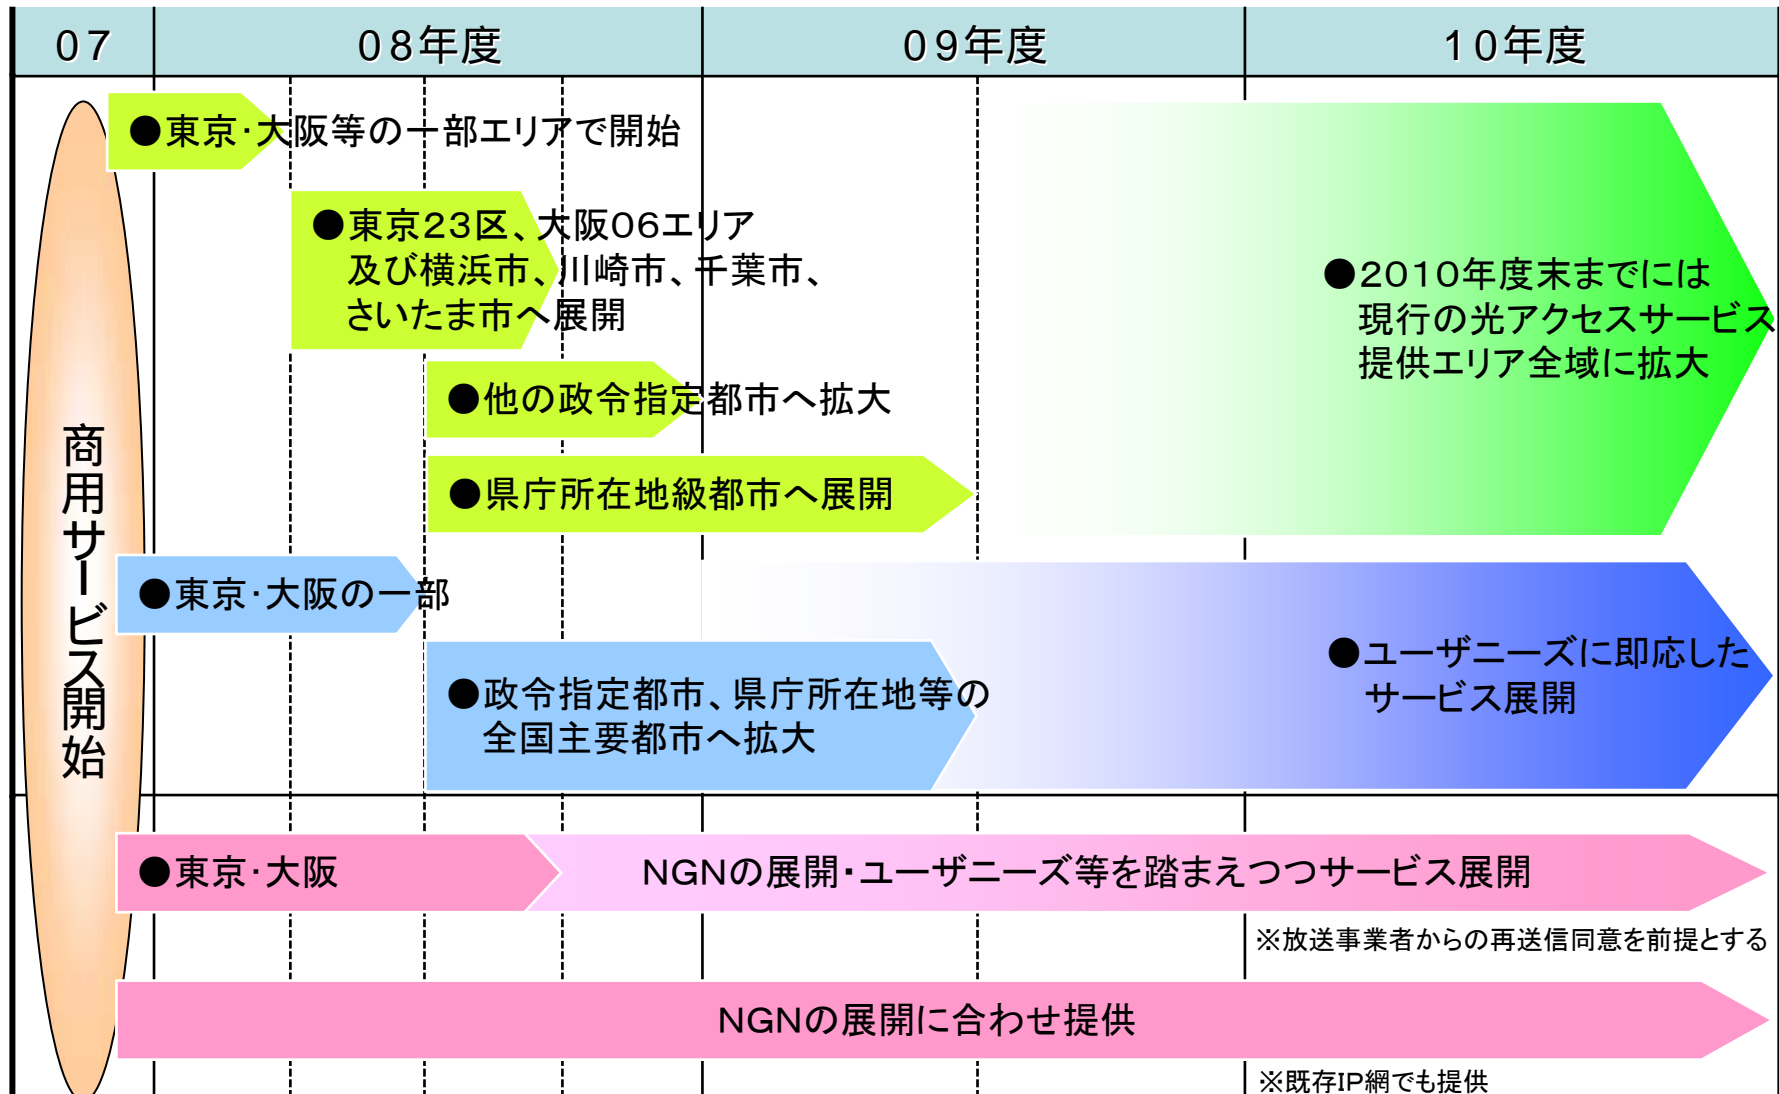 07
08年度
09年度
10年度
商用サービス開始
●東京・大阪等の一部エリアで開始
●東京23区、大阪06エリア
及び横浜市、川崎市、千葉市、
さいたま市へ展開
●他の政令指定都市へ拡大
●県庁所在地級都市へ展開
●2010年度末までには
現行の光アクセスサービス
提供エリア全域に拡大
●東京・大阪の一部
●政令指定都市、県庁所在地等の
全国主要都市へ拡大
●ユーザニーズに即応した
サービス展開
●東京・大阪
NGNの展開・ユーザニーズ等を踏まえつつサービス展開
※放送事業者からの再送信同意を前提とする
NGNの展開に合わせ提供
※既存IP網でも提供